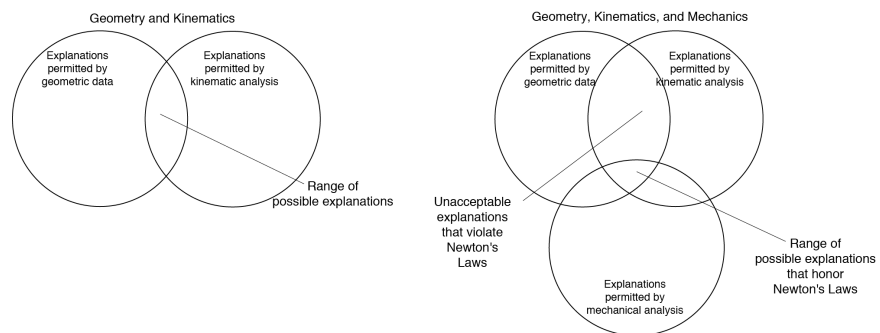 Geometry and Kinematics
Explanations
permitted by
geometric data
Explanations
permitted by
kinematic analysis
Range of
possible explanations
Geometry, Kinematics, and Mechanics
Explanations
permitted by
geometric data
Explanations
permitted by
kinematic analysis
Unacceptable
explanations
that violate
Newton's
Laws
Range of
possible explanations
that honor
Newton's Laws
Explanations
permitted by
mechanical analysis